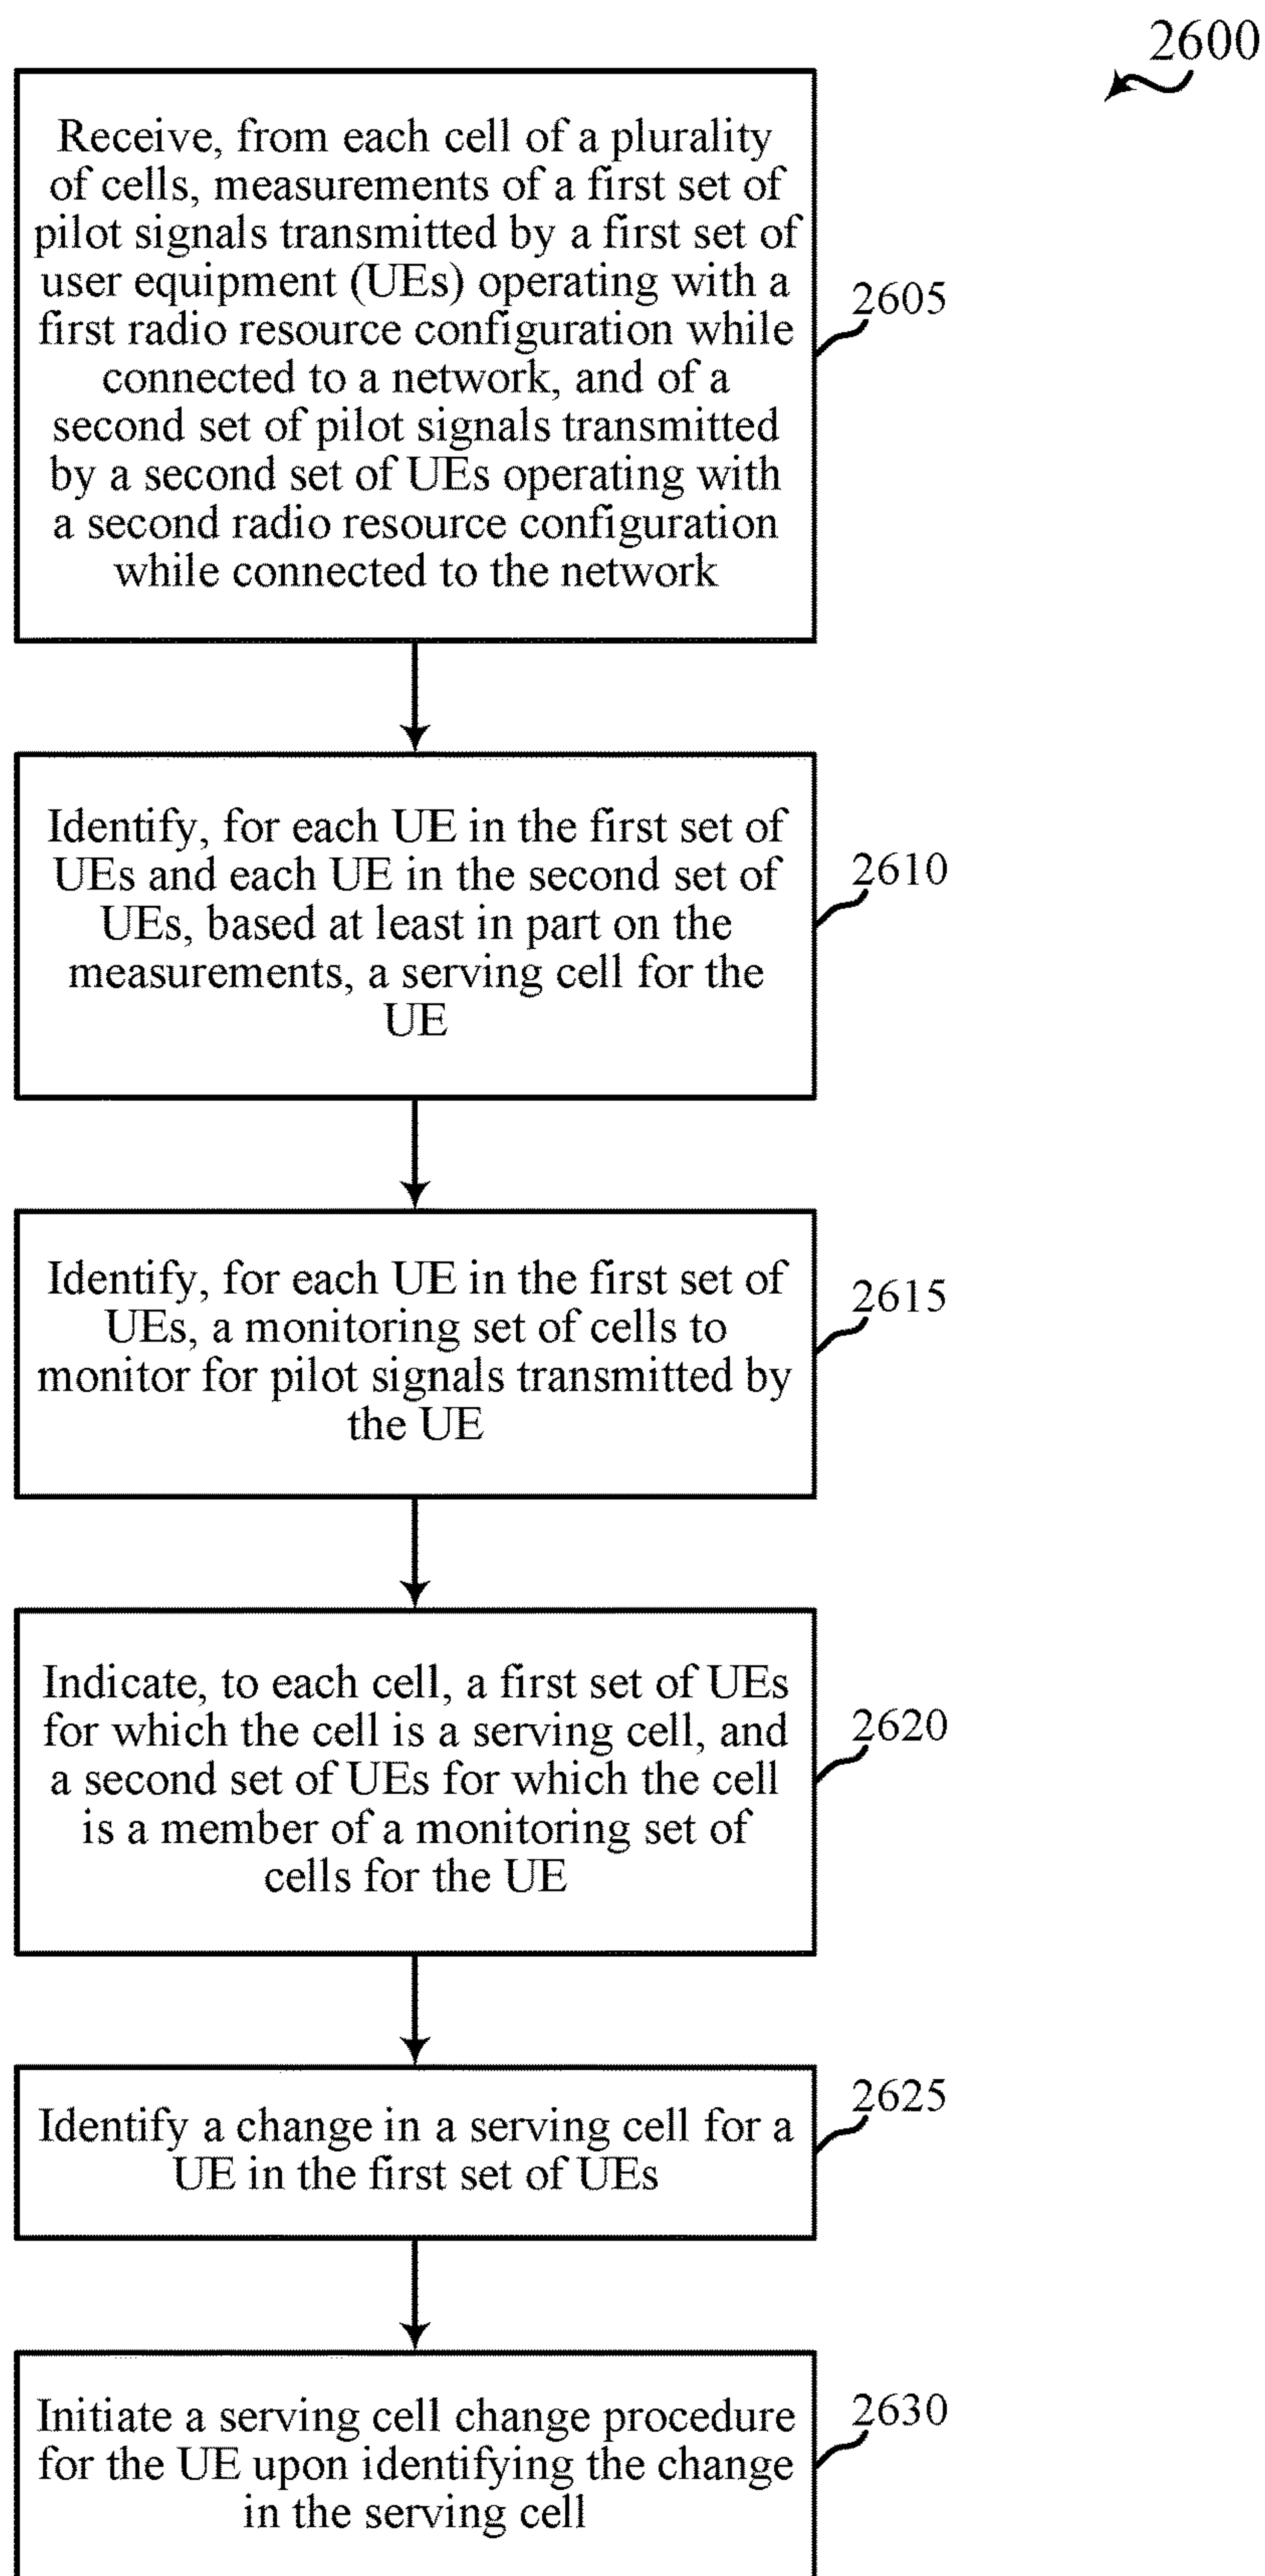 2600
Receive, from each cell of a plurality
of cells, measurements of a first set of
pilot signals transmitted by a first set of
user equipment (UEs) operating with a
first radio resource configuration while
connected to a network, and of a
second set of pilot signals transmitted
by a second set of UEs operating with
a second radio resource configuration
while connected to the network
2605
Identify, for each UE in the first set of
UEs and each UE in the second set of
UEs, based at least in part on the
measurements, a serving cell for the
UE
2610
Identify, for each UE in the first set of
UEs, a monitoring set of cells to
monitor for pilot signals transmitted by
the UE
2615
Indicate, to each cell, a first set of UEs
for which the cell is a serving cell, and
a second set of UEs for which the cell
is a member of a monitoring set of
cells for the UE
2620
Identify a change in a serving cell for a
UE in the first set of UEs
2625
Initiate a serving cell change procedure
for the UE upon identifying the change
in the serving cell
2630